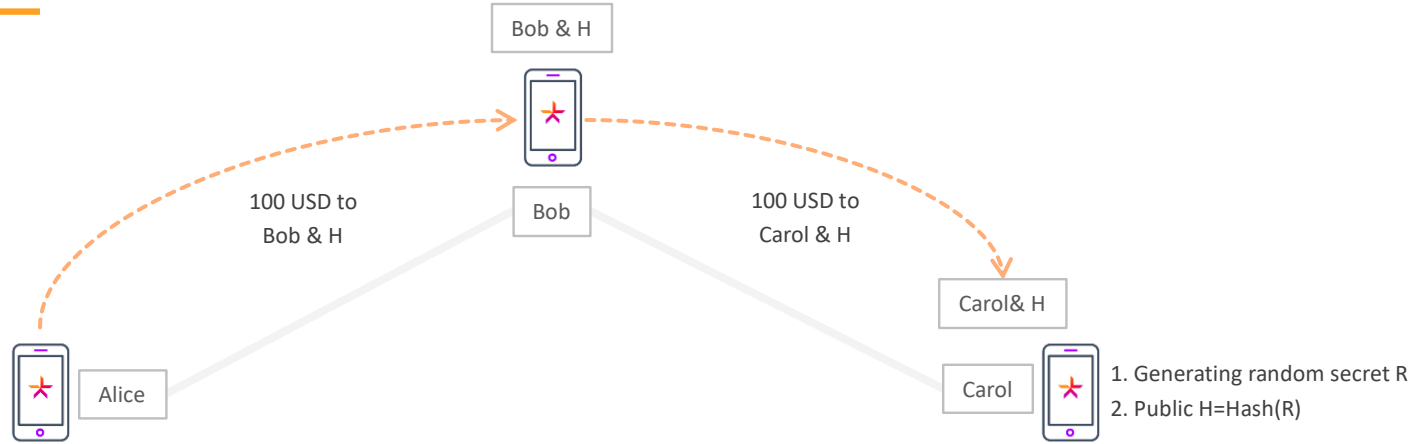 Bob & H
100 USD to
Bob & H
Bob
100 USD to
Carol & H
Carol& H
Alice
Carol
1. Generating random secret R
2. Public H=Hash(R)